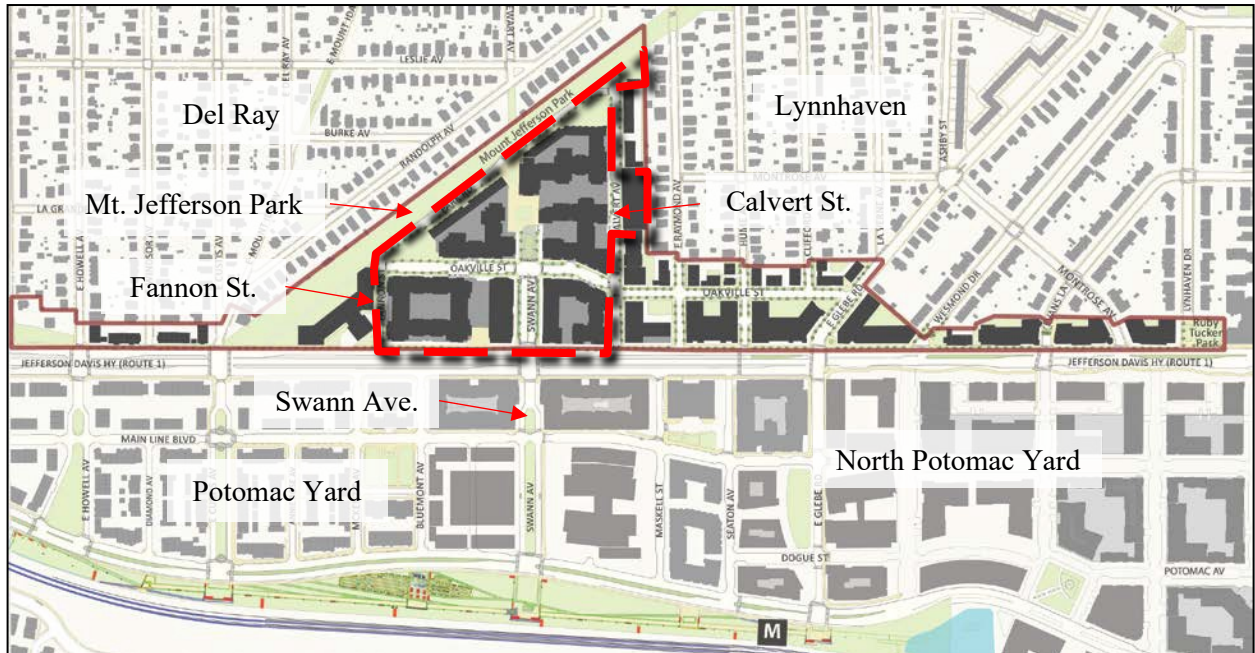 LESLIE AV
Del Ray
Lynnhaven
BURKE AV
RANDOLPH AV
Mount Jefferson Park
ASHBY ST
MONTROSE AV
Mt. Jefferson Park
Calvert St.
CALVERT AV
E RAYMOND AV
E HOWELL A
Fannon St.
OAKVILLE ST
SWANN AV
OAKVILLE ST
E GLEBE RD
WESMOND DR
MONTROSE AV
LYNHAVEN DR
Ruby
Tucker
Park
JEFFERSON DAVIS HY (ROUTE 1)
JEFFERSON DAVIS HY (ROUTE 1)
Swann Ave.
MAIN LINE BLVD
North Potomac Yard
Potomac Yard
E HOWELL AV
DIAMOND AV
BLUEMONT AV
SWANN AV
MASKELL ST
SEATON AV
E GLEBE RD
DOGUE ST
POTOMAC AV
M